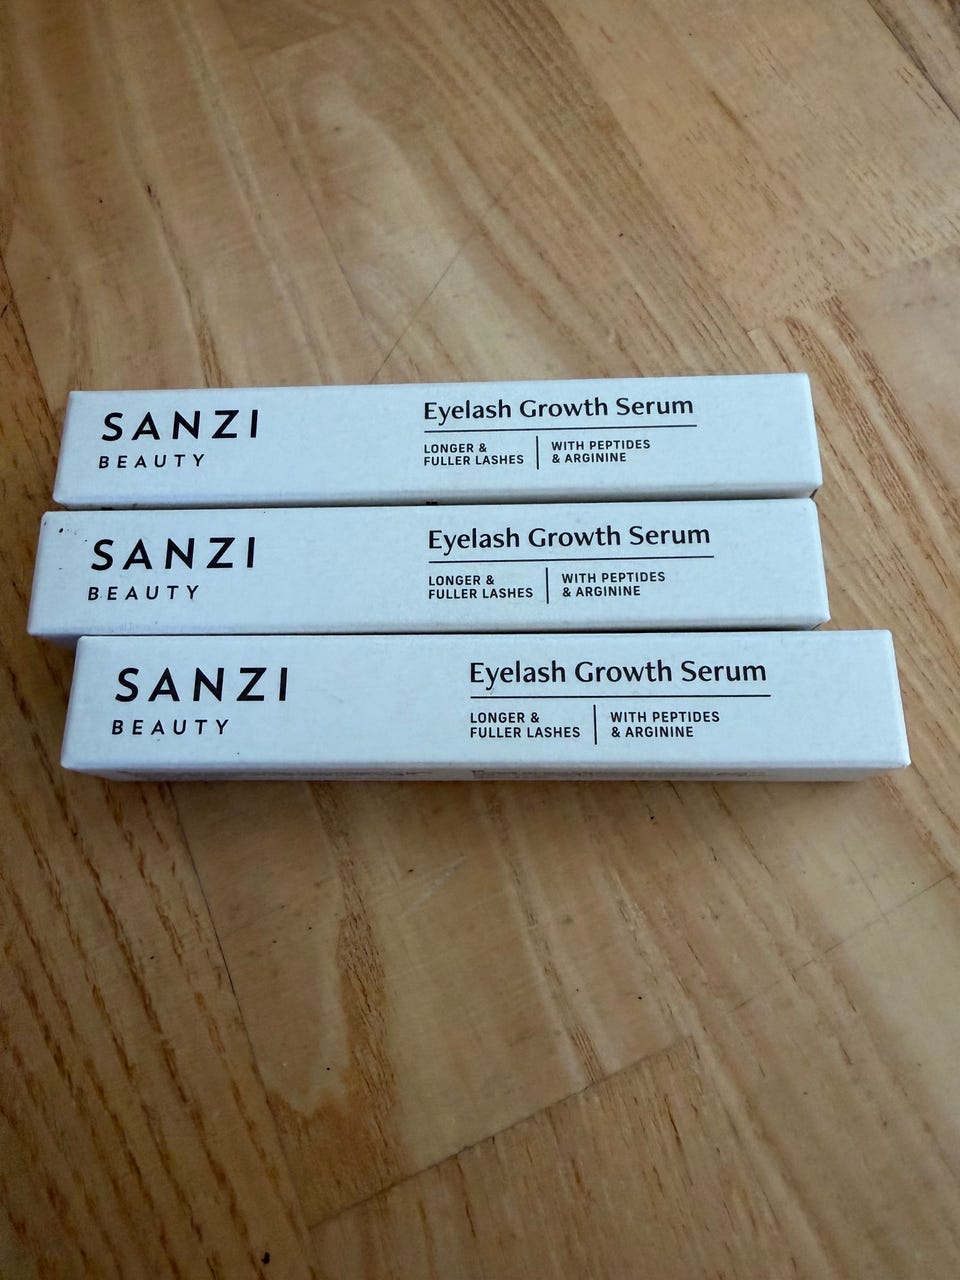 SANZI
BEAUTY
Eyelash Growth Serum
LONGER &
FULLER LASHES
WITH PEPTIDES
& ARGININE
SANZI
BEAUTY
Eyelash Growth Serum
LONGER &
FULLER LASHES
WITH PEPTIDES
& ARGININE
SANZI
BEAUTY
Eyelash Growth Serum
LONGER &
FULLER LASHES
WITH PEPTIDES
& ARGININE